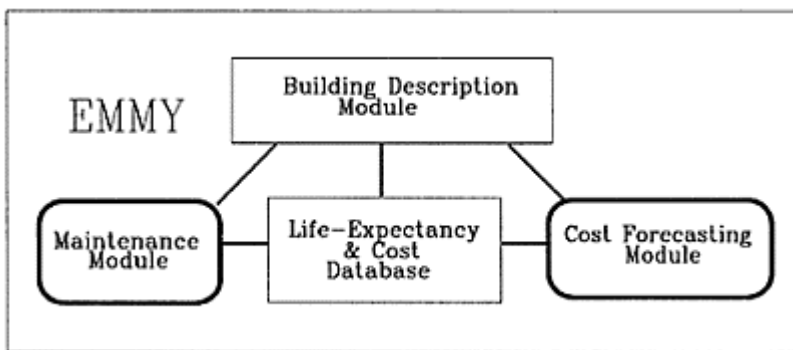 EMMY
Building Description
Module
Maintenance
Module
Life-Expectancy
& Cost
Database
Cost Forecasting
Module